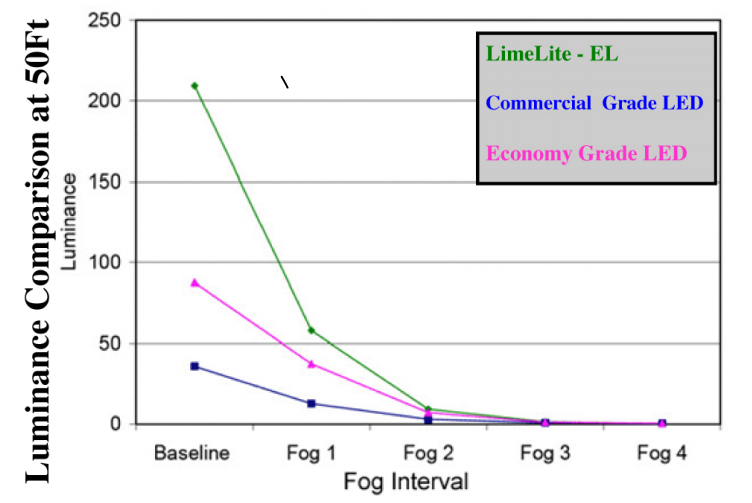 Luminance Comparison at 50Ft
Luminance
250
200
150
100
50
0
LimeLite - EL
Commercial Grade LED
Economy Grade LED
Baseline
Fog 1
Fog 2
Fog 3
Fog 4
Fog Interval